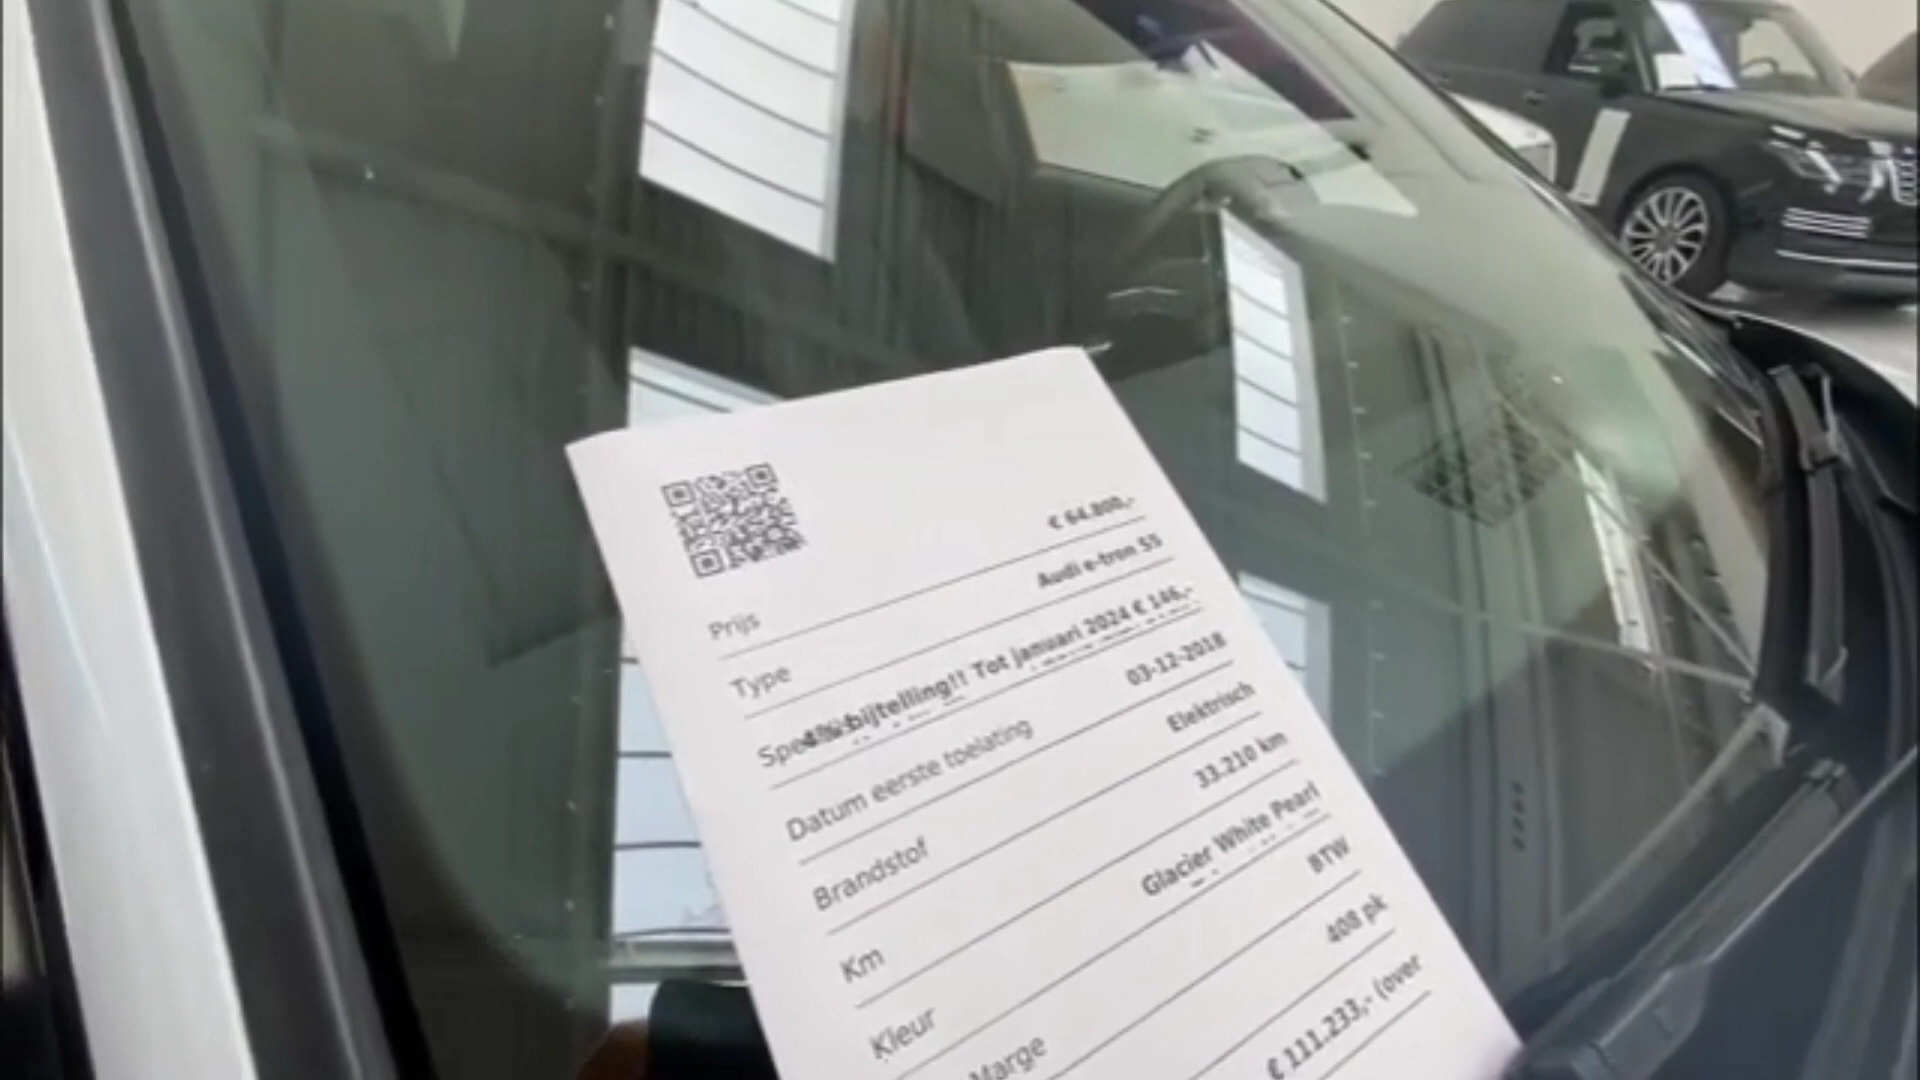 Prijs € 64.800,-
Type Audi e-tron 55
4% bijtelling!! Tot januari 2024 € 146,-
Datum eerste toelating 03-12-2018
Brandstof Elektrisch
Km 33.210 km
Kleur Glacier White Pearl
Marge BTW
408 pk
€ 111.233,- (over